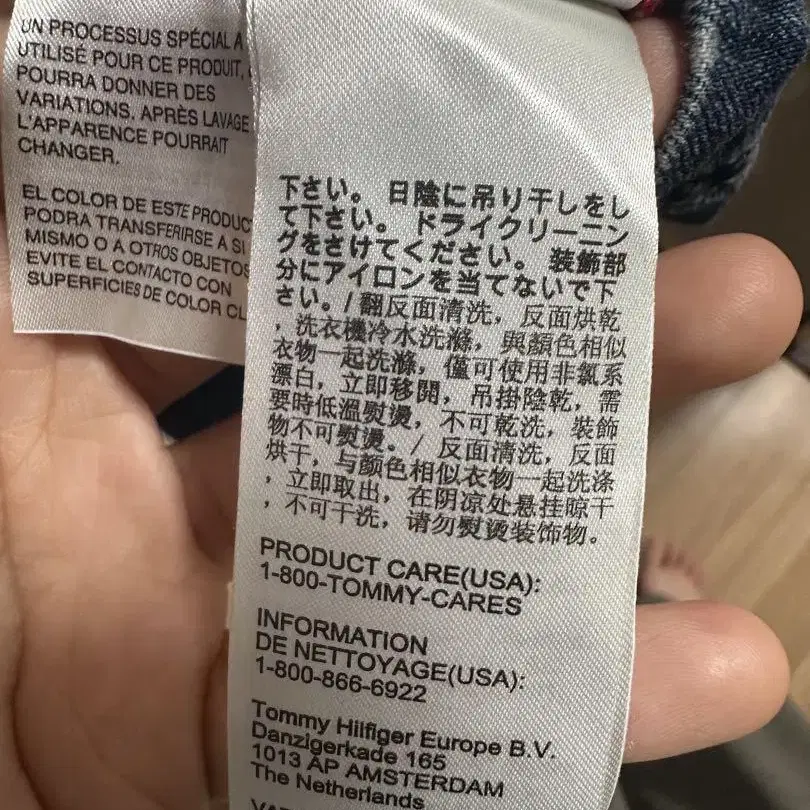 UN PROCESSUS SPÉCIAL A
UTILISÉ POUR CE PRODUIT,
POURRA DONNER DES
VARIATIONS. APRÈS LAVAGE
L'APPARENCE POURRAIT
CHANGER.
EL COLOR DE ESTE PRODUC
PODRA TRANSFERIRSE A SI
MISMO O A OTROS OBJETOS
EVITE EL CONTACTO CON
SUPERFICIES DE COLOR CL
下さい。 日陰に吊り干しをし
て下さい。 ドライクリーニン
グをさけてください。 装飾部
分にアイロンを当てないで下
さい。/ 翻反面清洗，反面烘乾
，洗衣機冷水洗滌，與顏色相似
衣物一起洗滌，僅可使用非氯系
漂白，立即移開，吊掛陰乾，需
要時低溫熨燙，不可乾洗，裝飾
物不可熨燙。/ 反面清洗，反面
烘干，与颜色相似衣物一起洗涤
，立即取出，在阴凉处悬挂晾干
，不可干洗，请勿熨烫装饰物。
PRODUCT CARE(USA):
1-800-TOMMY-CARES
INFORMATION
DE NETTOYAGE(USA):
1-800-866-6922
Tommy Hilfiger Europe B.V.
Danzigerkade 165
1013 AP AMSTERDAM
The Netherlands